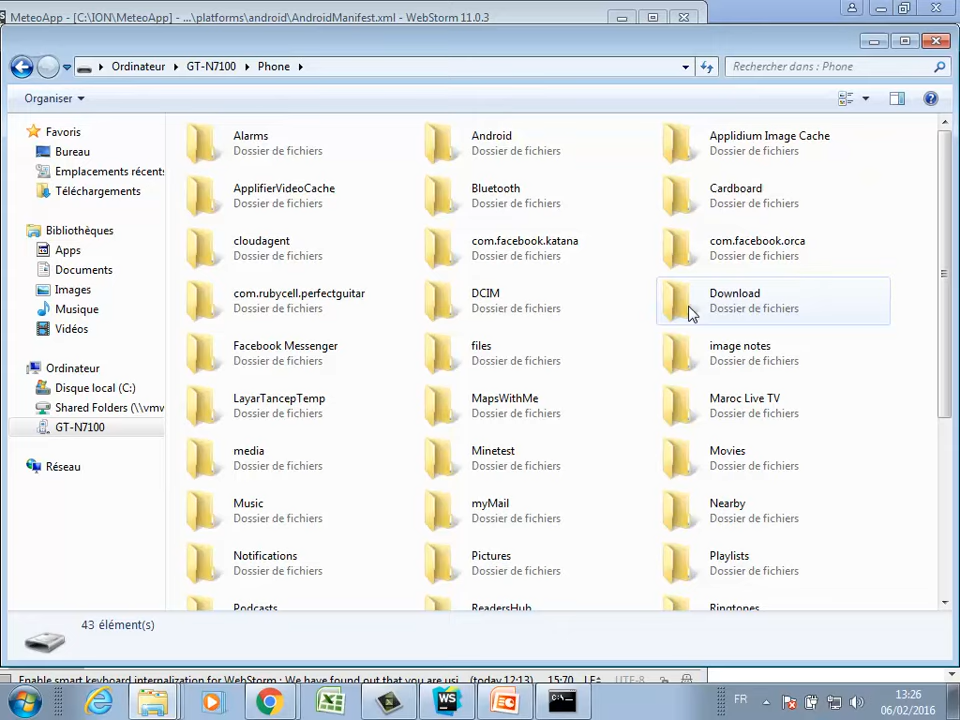 MeteoApp - [C:\ION\MeteoApp] - ...\platforms\android\AndroidManifest.xml - WebStorm 11.0.3
Ordinateur GT-N7100 Phone
Rechercher dans : Phone
Organiser
Favoris
Bureau
Emplacements récents
Téléchargements
Bibliothèques
Apps
Documents
Images
Musique
Vidéos
Ordinateur
Disque local (C:)
Shared Folders (\\vmw
GT-N7100
Réseau
Alarms
Dossier de fichiers
Android
Dossier de fichiers
Applidium Image Cache
Dossier de fichiers
ApplifierVideoCache
Dossier de fichiers
Bluetooth
Dossier de fichiers
Cardboard
Dossier de fichiers
cloudagent
Dossier de fichiers
com.facebook.katana
Dossier de fichiers
com.facebook.orca
Dossier de fichiers
com.rubycell.perfectguitar
Dossier de fichiers
DCIM
Dossier de fichiers
Download
Dossier de fichiers
Facebook Messenger
Dossier de fichiers
files
Dossier de fichiers
image notes
Dossier de fichiers
LayarTancepTemp
Dossier de fichiers
MapsWithMe
Dossier de fichiers
Maroc Live TV
Dossier de fichiers
media
Dossier de fichiers
Minetest
Dossier de fichiers
Movies
Dossier de fichiers
Music
Dossier de fichiers
myMail
Dossier de fichiers
Nearby
Dossier de fichiers
Notifications
Dossier de fichiers
Pictures
Dossier de fichiers
Playlists
Dossier de fichiers
Podcasts
ReadersHub
Ringtones
43 élément(s)
Enable smart keyboard internalization for WebStorm : We have found out that you are usi (today 12:13) 15:70 LF UTF-8
WS
C:\
FR
13:26
06/02/2016